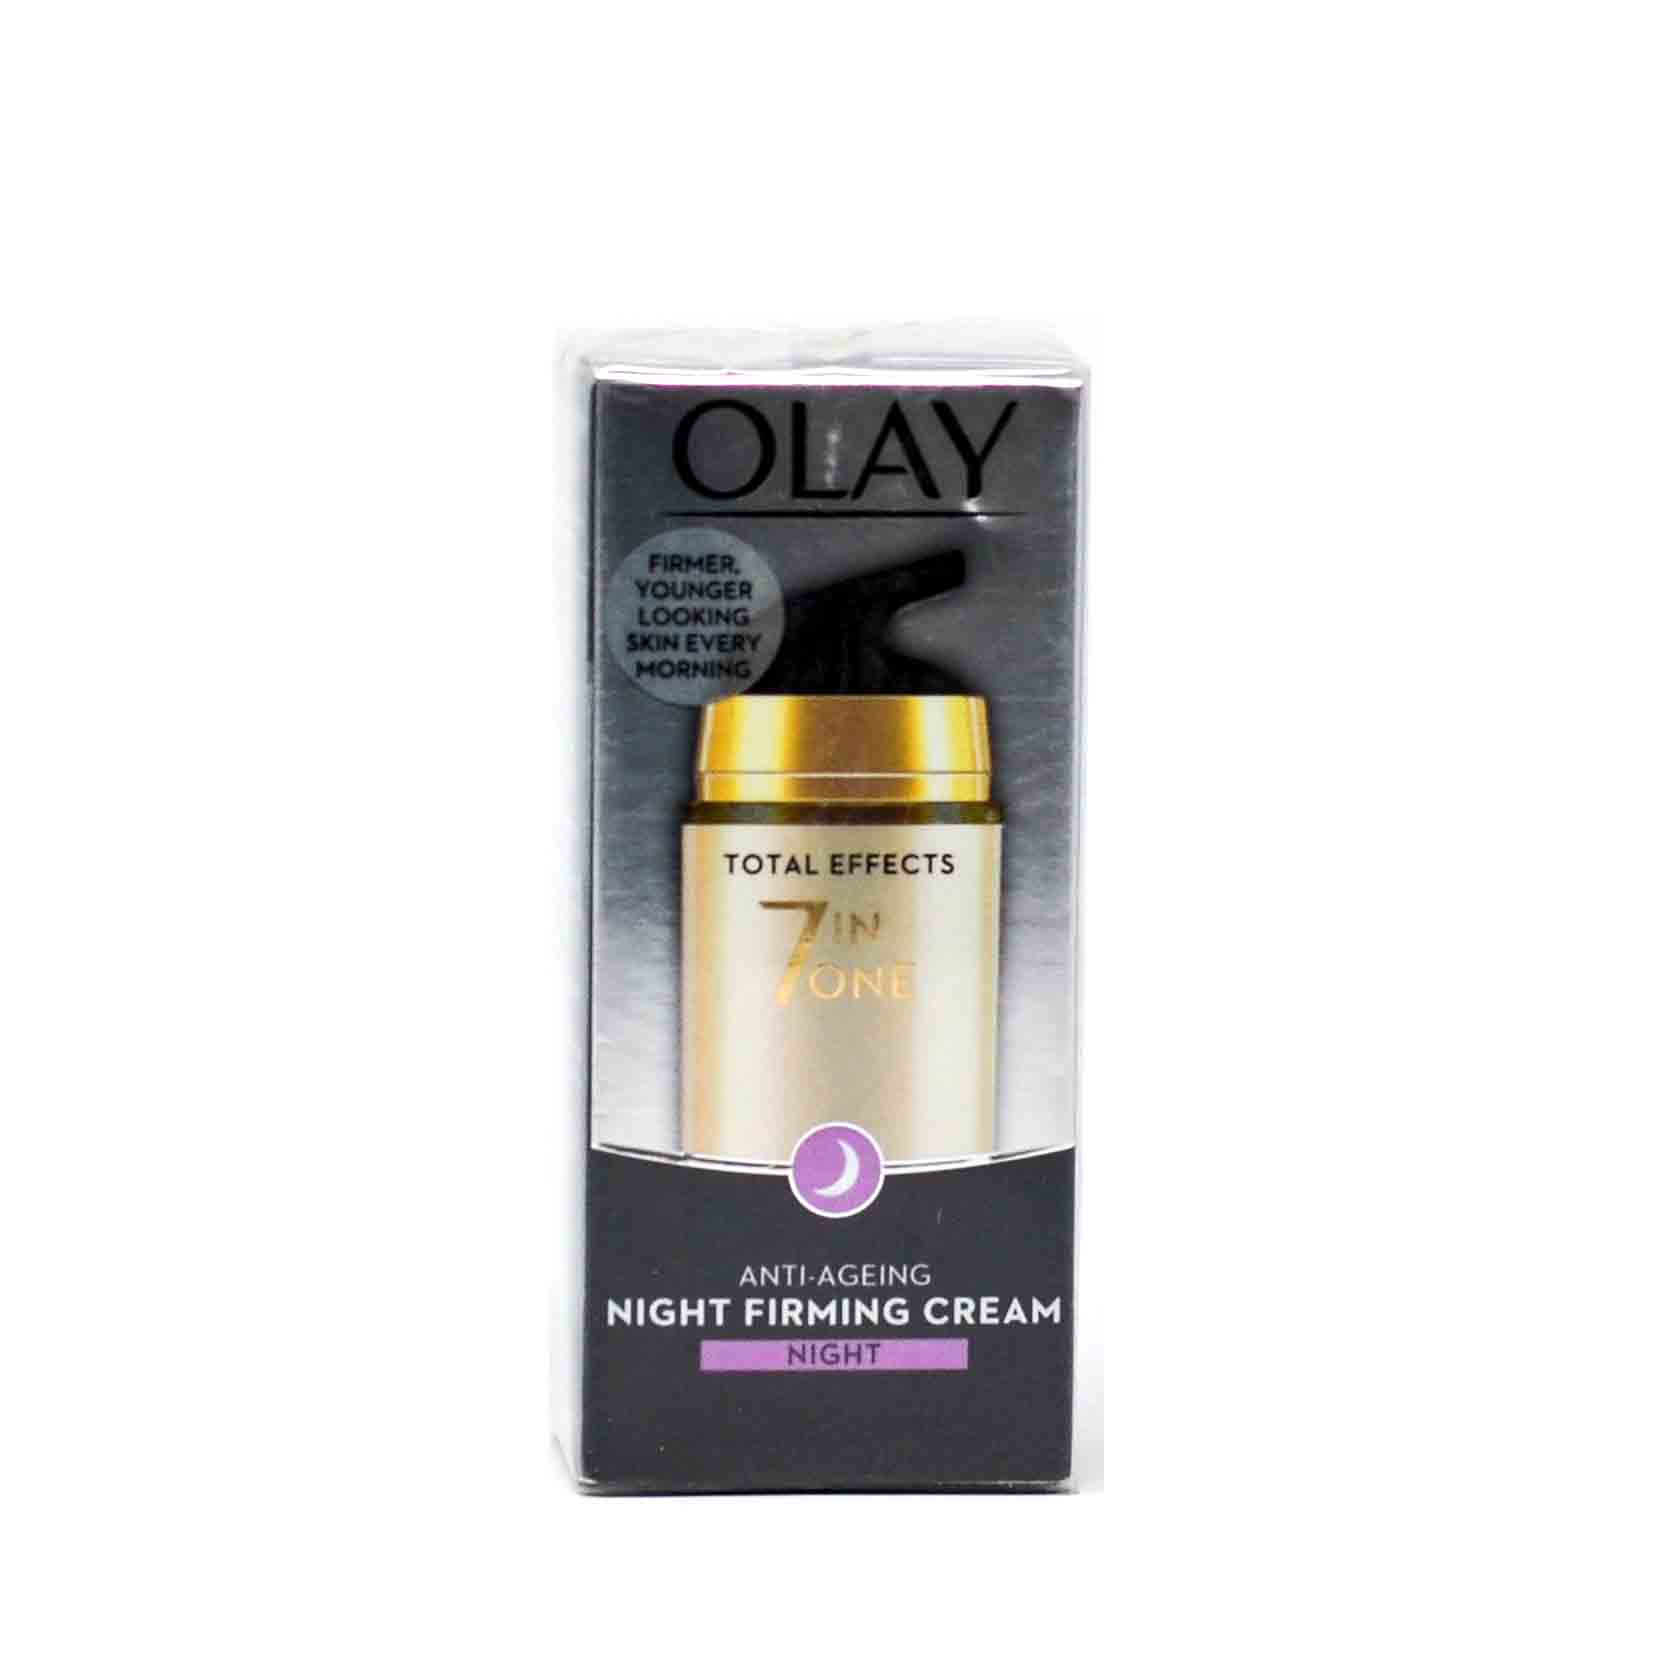 OLAY
FIRMER,
YOUNGER
LOOKING
SKIN EVERY
MORNING
TOTAL EFFECTS
7 IN
ONE
ANTI-AGEING
NIGHT FIRMING CREAM
NIGHT